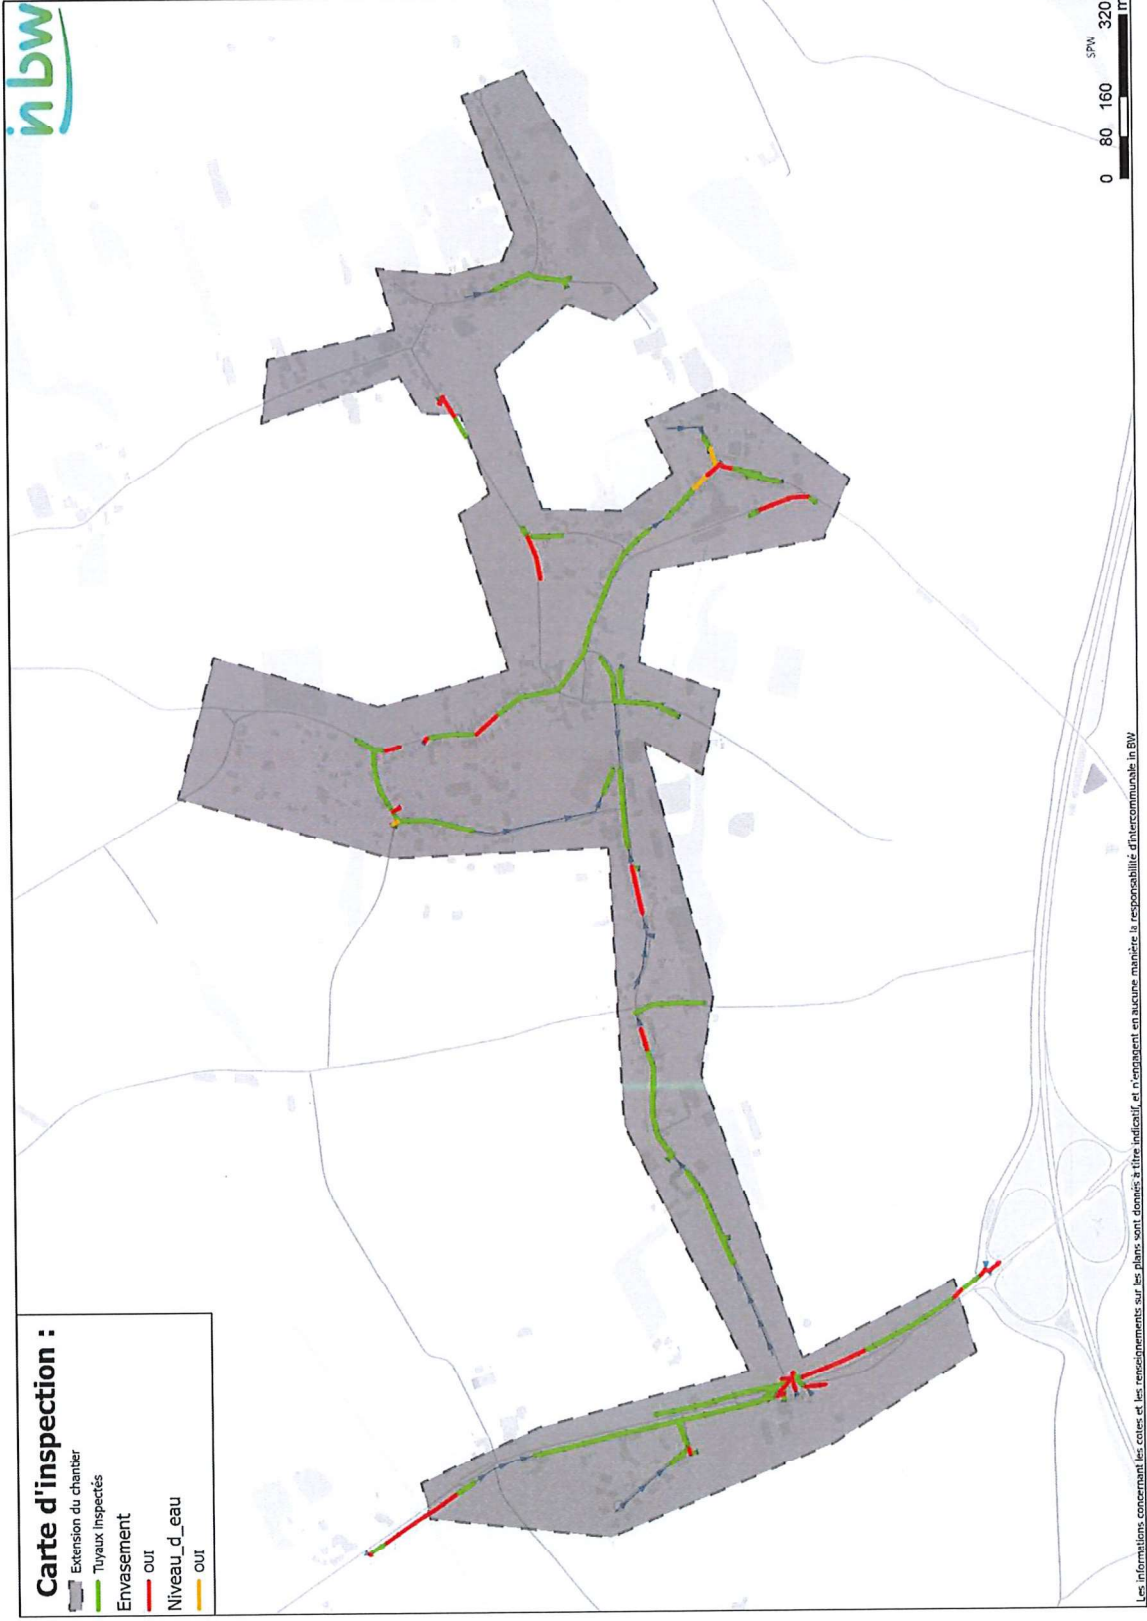 Carte d'inspection :
Extension du chantier
Tuyaux inspectés
Envasement
OUI
Niveau_d_eau
OUI
in bw
SPW
0 80 160 320
m
Les informations concernant les cotes et les renseignements sur les plans sont donnés à titre indicatif, et n'engagent en aucune manière la responsabilité d'intercommunale in BW